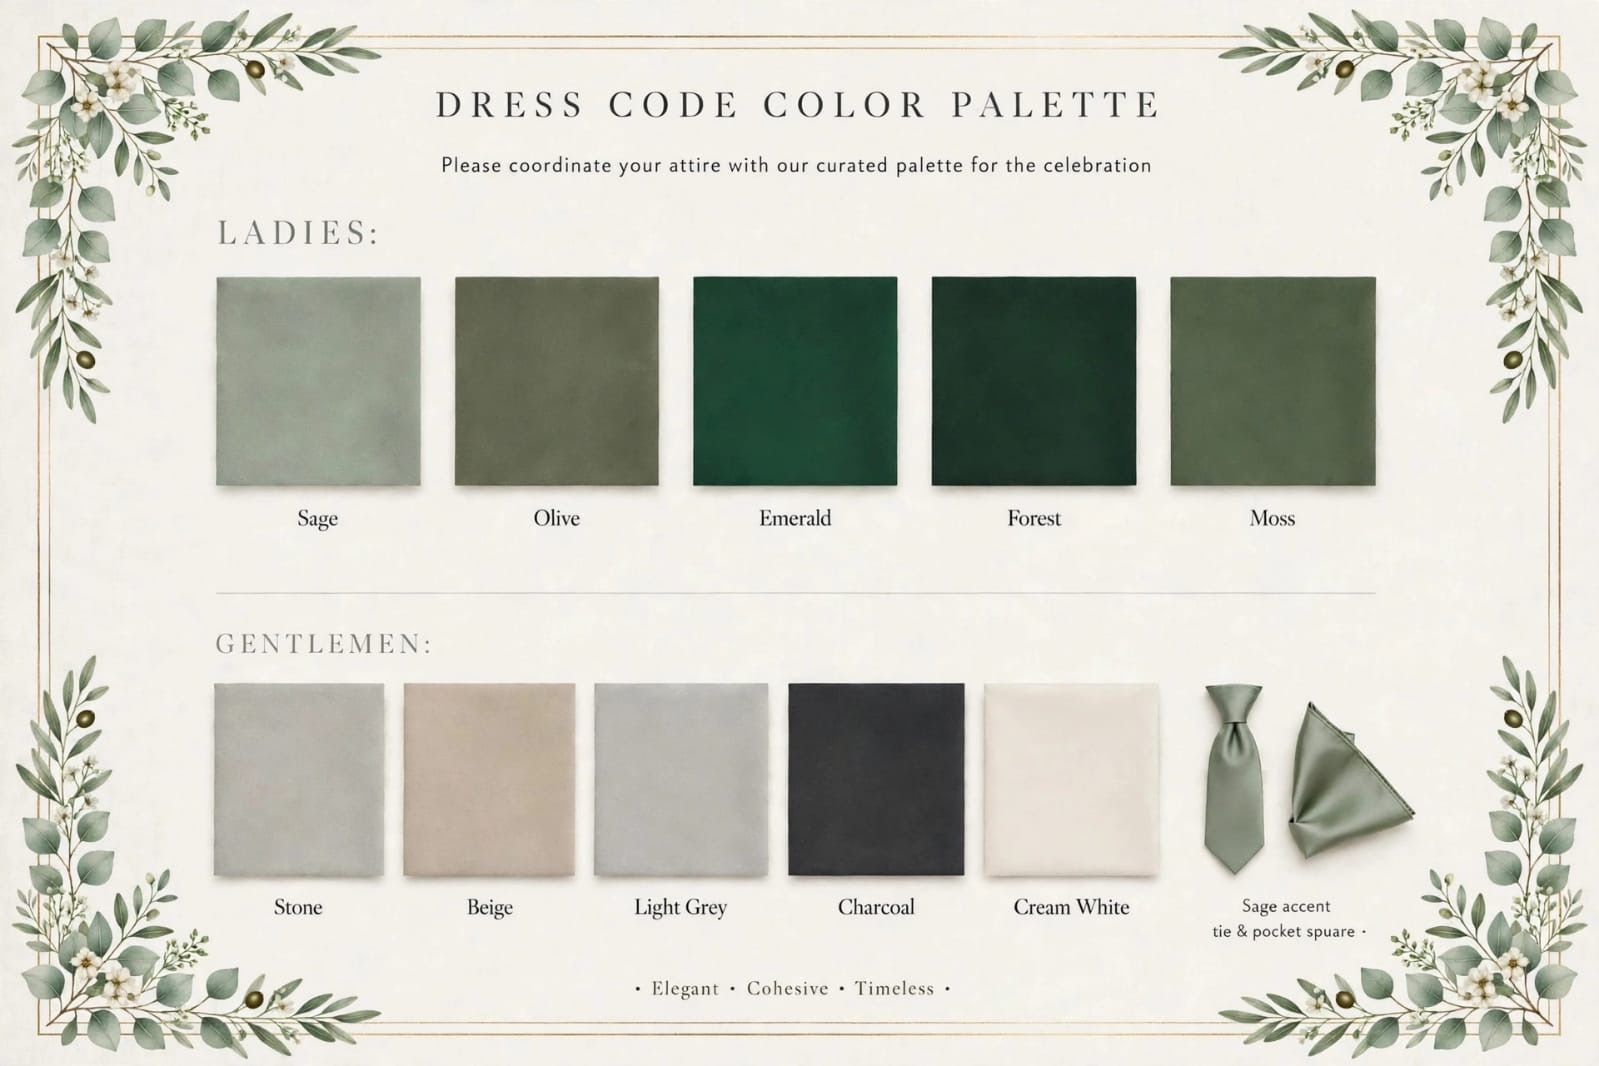 DRESS CODE COLOR PALETTE
Please coordinate your attire with our curated palette for the celebration
LADIES:
Sage
Olive
Emerald
Forest
Moss
GENTLEMEN:
Stone
Beige
Light Grey
Charcoal
Cream White
Sage accent
tie & pocket spuare •
• Elegant • Cohesive • Timeless •